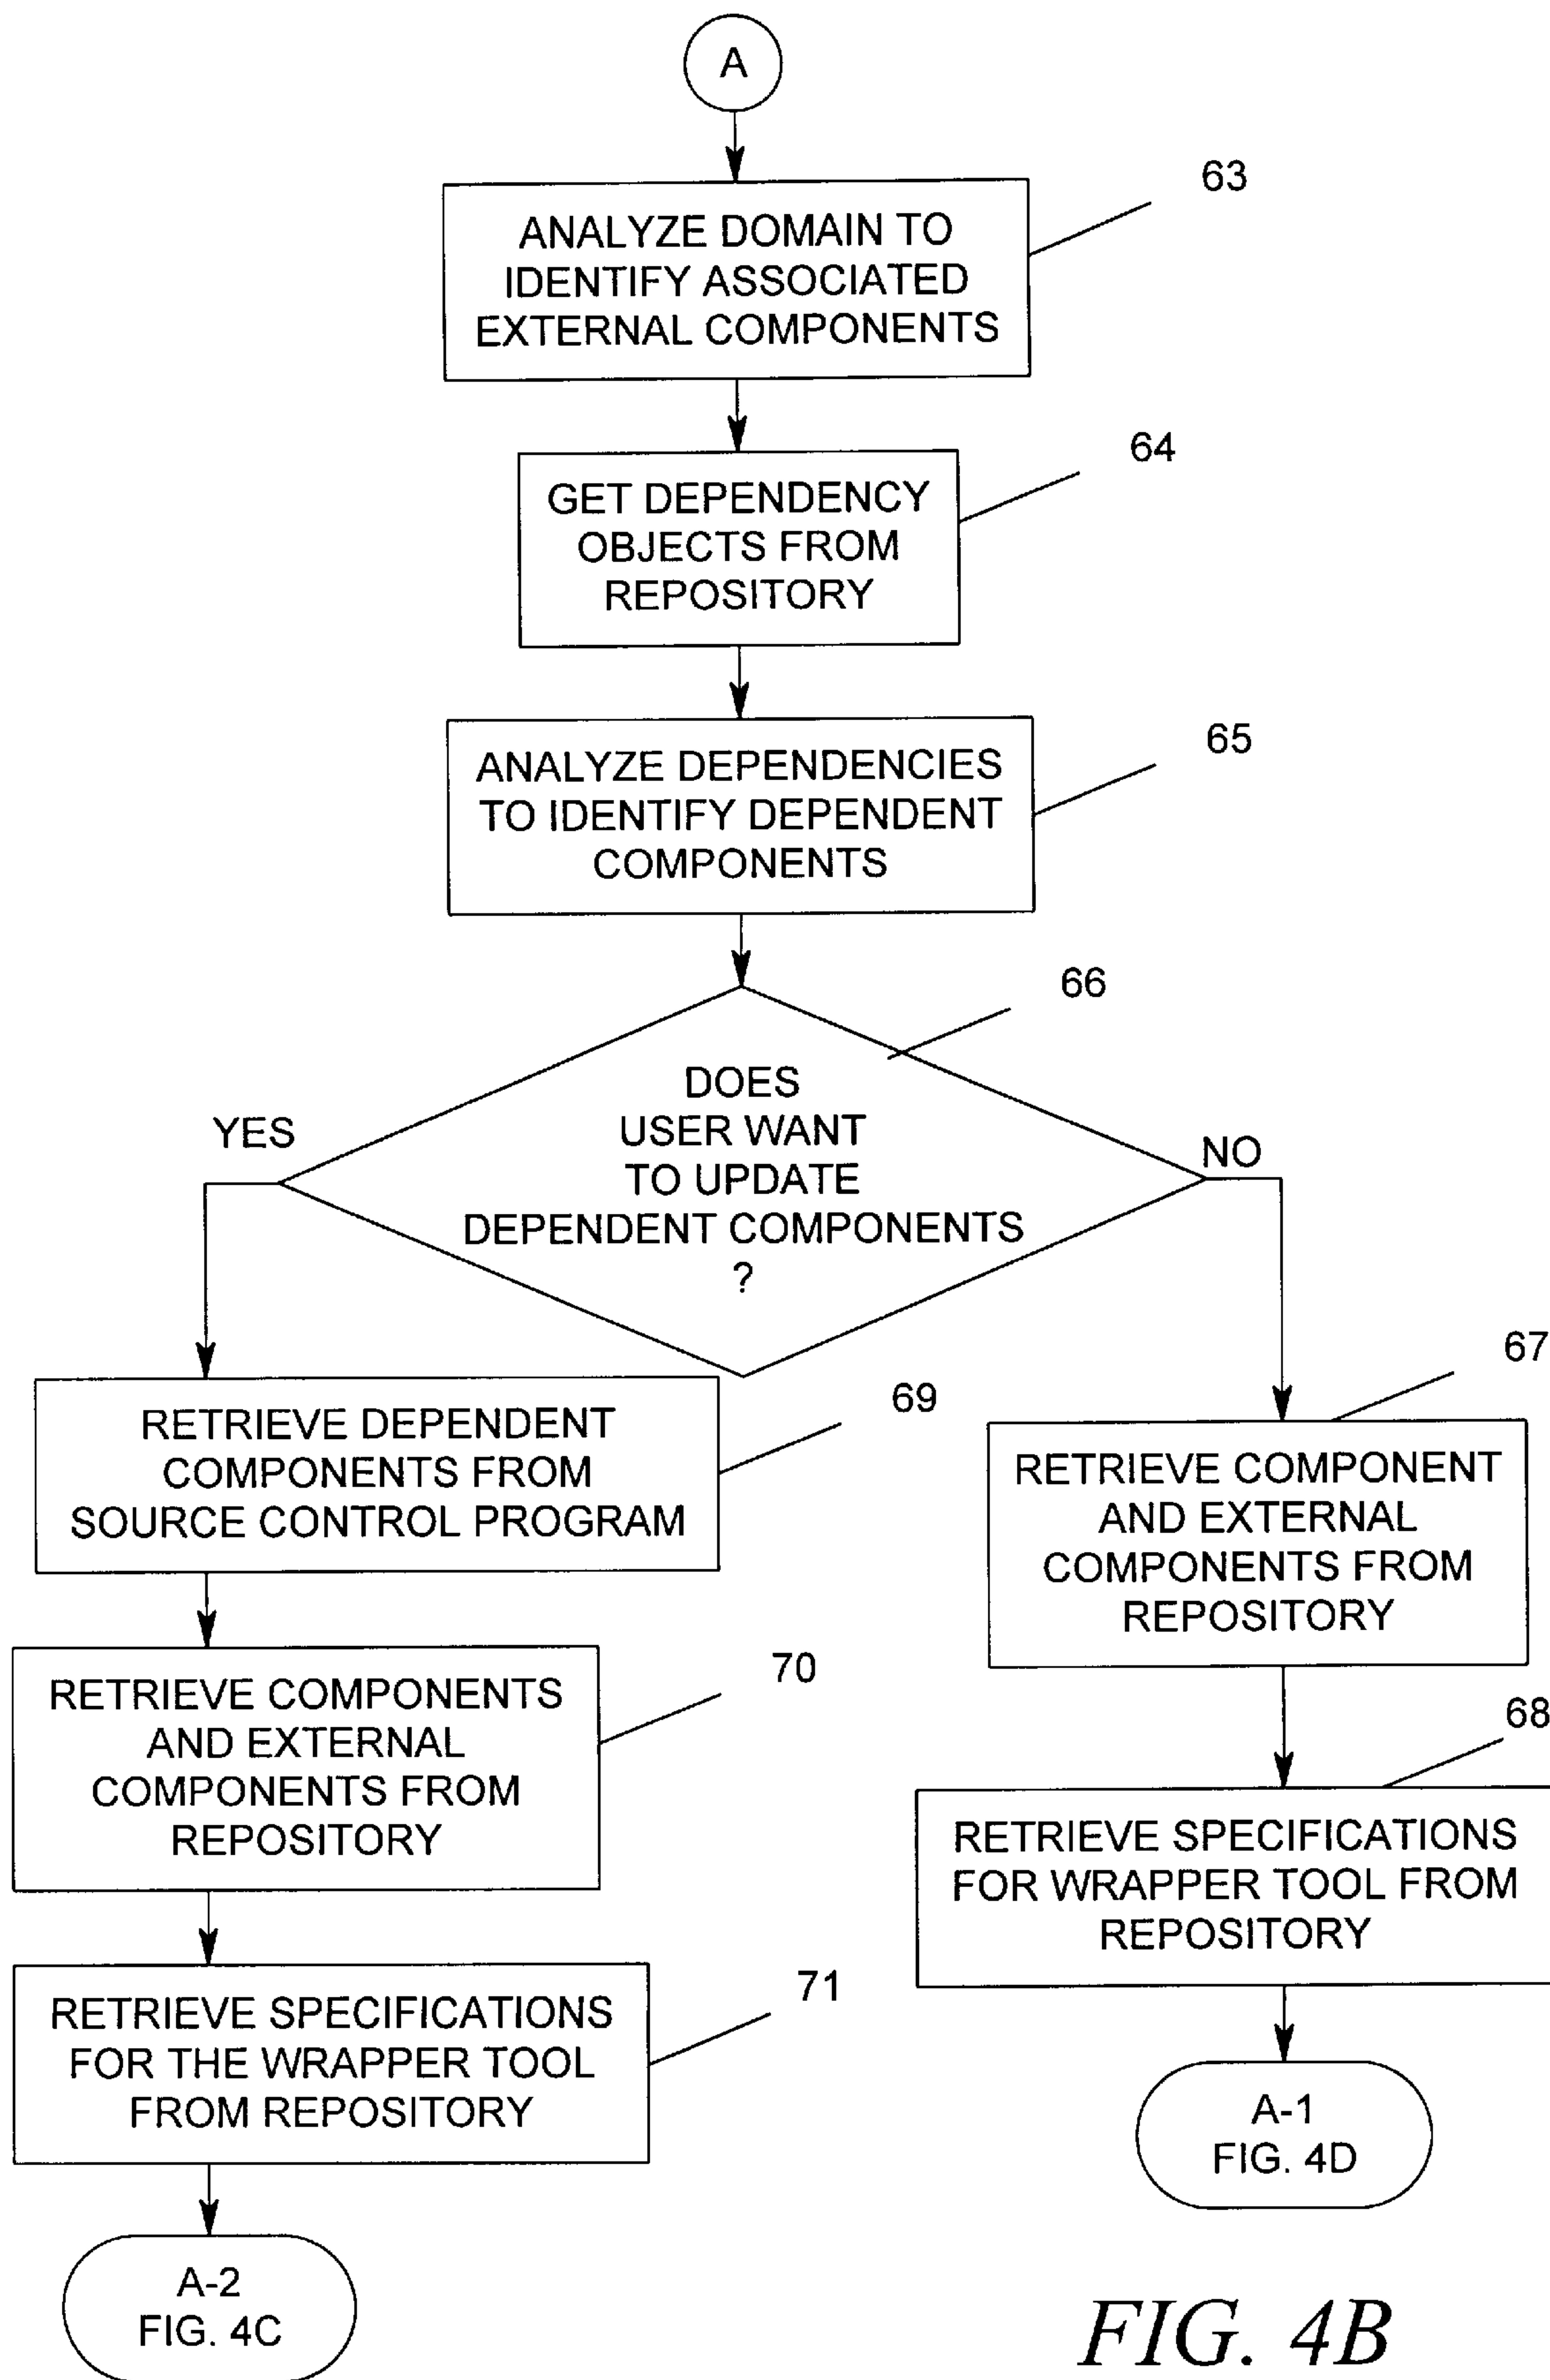 A
63
ANALYZE DOMAIN TO
IDENTIFY ASSOCIATED
EXTERNAL COMPONENTS
64
GET DEPENDENCY
OBJECTS FROM
REPOSITORY
65
ANALYZE DEPENDENCIES
TO IDENTIFY DEPENDENT
COMPONENTS
66
DOES
USER WANT
TO UPDATE
DEPENDENT COMPONENTS
?
YES
NO
69
RETRIEVE DEPENDENT
COMPONENTS FROM
SOURCE CONTROL PROGRAM
70
RETRIEVE COMPONENTS
AND EXTERNAL
COMPONENTS FROM
REPOSITORY
71
RETRIEVE SPECIFICATIONS
FOR THE WRAPPER TOOL
FROM REPOSITORY
A-2
FIG. 4C
67
RETRIEVE COMPONENT
AND EXTERNAL
COMPONENTS FROM
REPOSITORY
68
RETRIEVE SPECIFICATIONS
FOR WRAPPER TOOL FROM
REPOSITORY
A-1
FIG. 4D
FIG. 4B